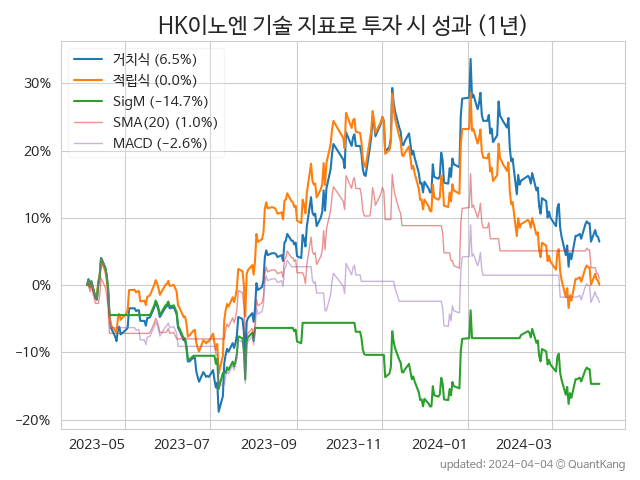 HK이노엔 기술 지표로 투자 시 성과 (1년)
거치식 (6.5%)
적립식 (0.0%)
SigM (−14.7%)
SMA(20) (1.0%)
MACD (−2.6%)
30%
20%
10%
0%
−10%
−20%
2023−05
2023−07
2023−09
2023−11
2024−01
2024−03
updated: 2024−04−04 © QuantKang